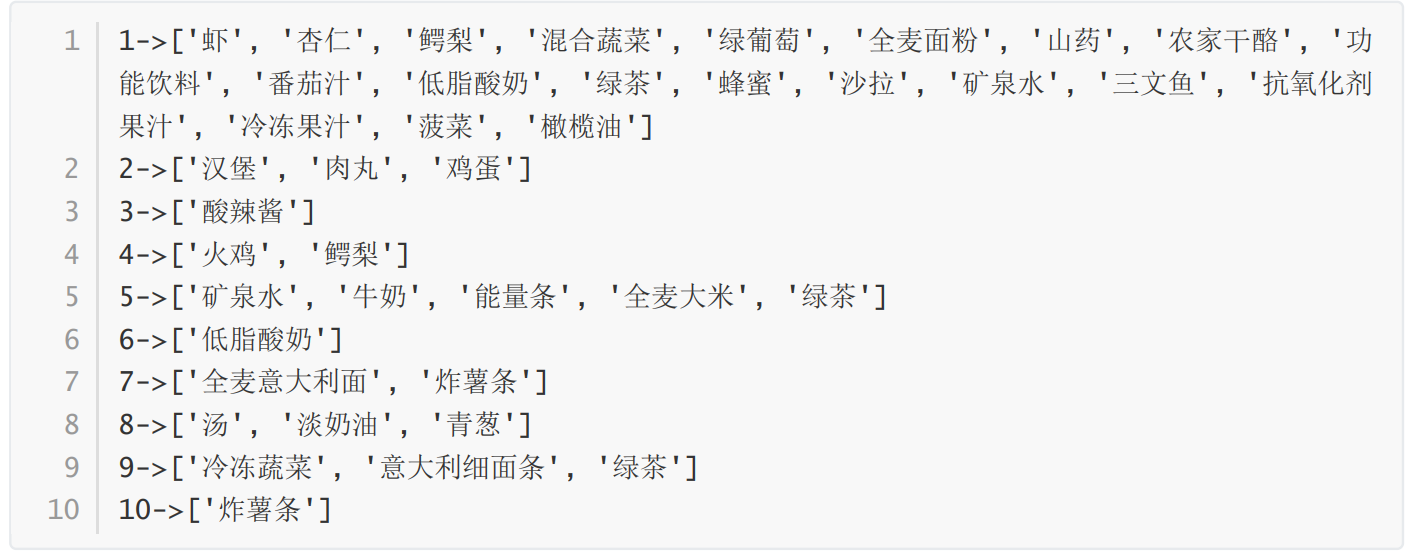 1 1->['虾', '杏仁', '鳄梨', '混合蔬菜', '绿葡萄', '全麦面粉', '山药', '农家干酪', '功
能饮料', '番茄汁', '低脂酸奶', '绿茶', '蜂蜜', '沙拉', '矿泉水', '三文鱼', '抗氧化剂
果汁', '冷冻果汁', '菠菜', '橄榄油']
2 2->['汉堡', '肉丸', '鸡蛋']
3 3->['酸辣酱']
4 4->['火鸡', '鳄梨']
5 5->['矿泉水', '牛奶', '能量条', '全麦大米', '绿茶']
6 6->['低脂酸奶']
7 7->['全麦意大利面', '炸薯条']
8 8->['汤', '淡奶油', '青葱']
9 9->['冷冻蔬菜', '意大利细面条', '绿茶']
10 10->['炸薯条']